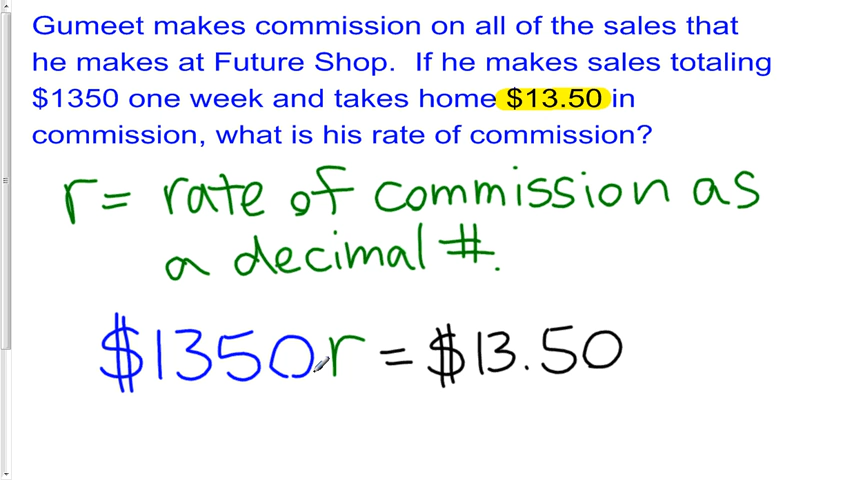 Gumeet makes commission on all of the sales that
he makes at Future Shop. If he makes sales totaling
$1350 one week and takes home $13.50 in
commission, what is his rate of commission?
r = rate of commission as
a decimal #.
$1350r = $13.50